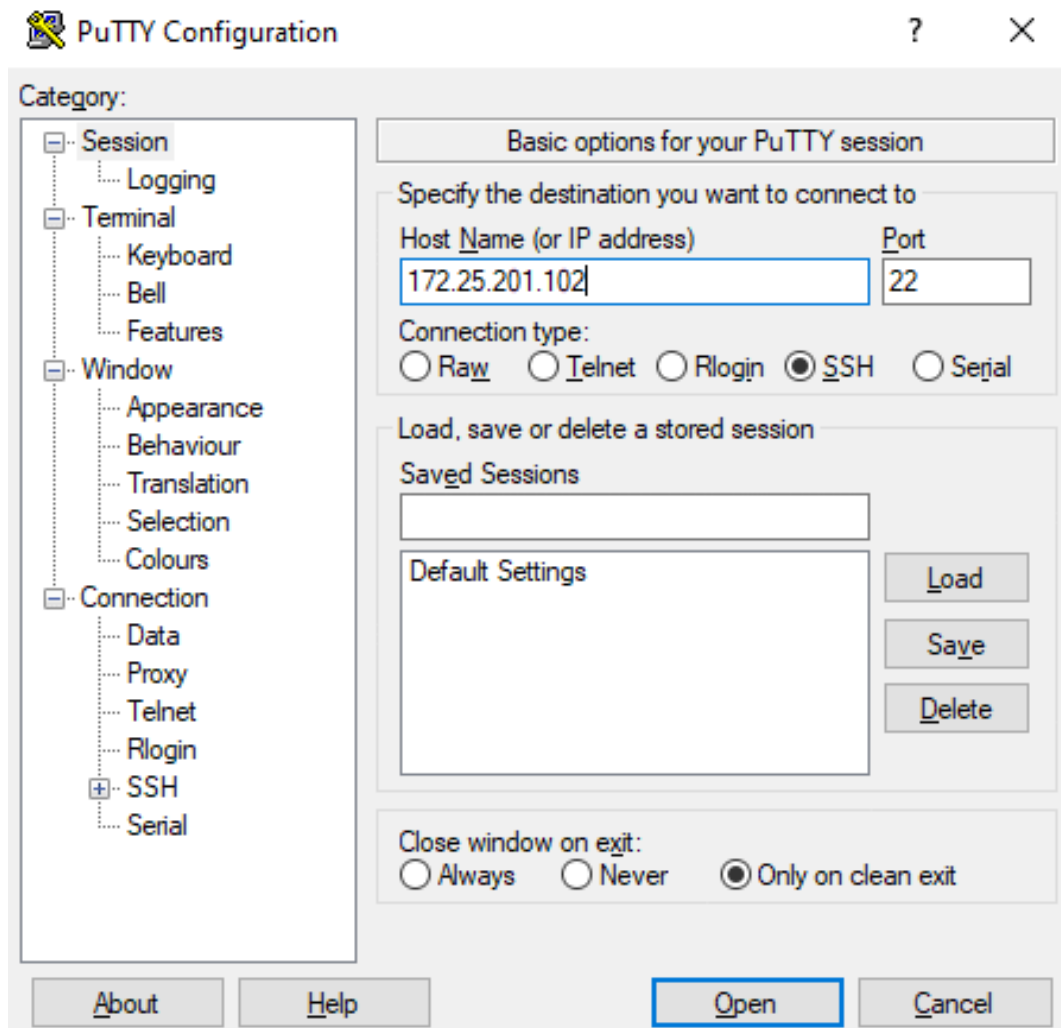 PuTTY Configuration
?
Category:
Session
Logging
Terminal
Keyboard
Bell
Features
Window
Appearance
Behaviour
Translation
Selection
Colours
Connection
Data
Proxy
Telnet
Rlogin
SSH
Serial
Basic options for your PuTTY session
Specify the destination you want to connect to
Host Name (or IP address) Port
172.25.201.102 22
Connection type:
Raw Telnet Rlogin SSH Serial
Load, save or delete a stored session
Saved Sessions
Default Settings
Load
Save
Delete
Close window on exit:
Always Never Only on clean exit
About Help Open Cancel